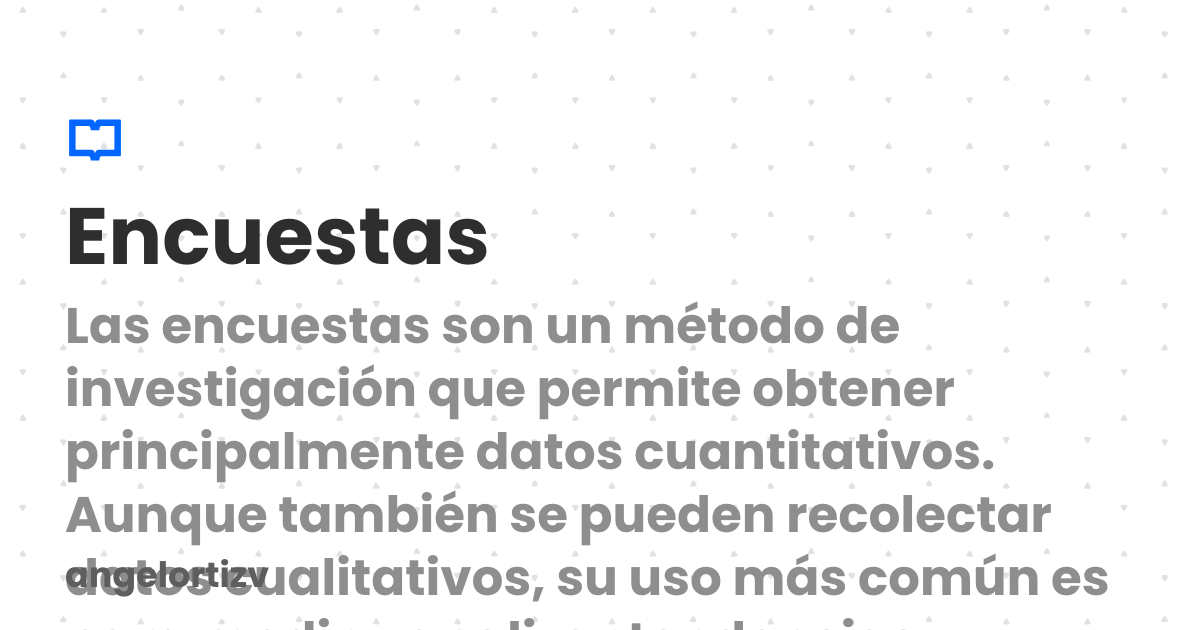 Encuestas
Las encuestas son un método de
investigación que permite obtener
principalmente datos cuantitativos.
Aunque también se pueden recolectar
datos cualitativos, su uso más común es
angelortizv